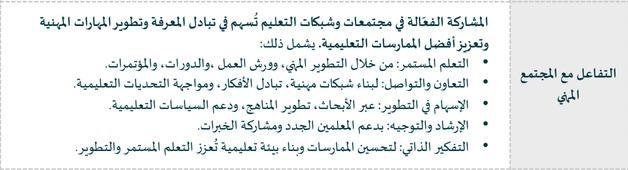 التفاعل مع المجتمع
المهني
المشاركة الفعّالة في مجتمعات وشبكات التعليم تُسهم في تبادل المعرفة وتطوير المهارات المهنية
وتعزيز أفضل الممارسات التعليمية. يشمل ذلك:
• التعلم المستمر: من خلال التطوير المهني، وورش العمل ،والدورات، والمؤتمرات.
• التعاون والتواصل: لبناء شبكات مهنية، تبادل الأفكار، ومواجهة التحديات التعليمية.
• الإسهام في التطوير: عبر الأبحاث، تطوير المناهج، ودعم السياسات التعليمية.
• الإرشاد والتوجيه: بدعم المعلمين الجدد ومشاركة الخبرات.
• التفكير الذاتي: لتحسين الممارسات وبناء بيئة تعليمية تُعزز التعلم المستمر والتطوير.